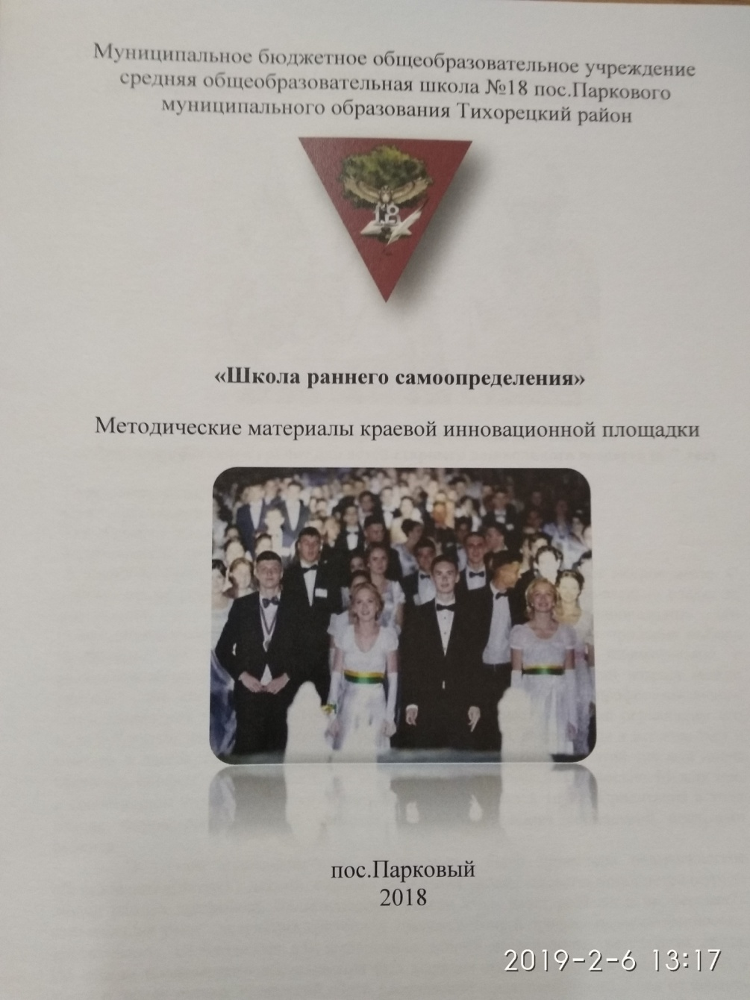 Муниципальное бюджетное общеобразовательное учреждение
средняя общеобразовательная школа №18 пос.Паркового
муниципального образования Тихорецкий район
18
«Школа раннего самоопределения»
Методические материалы краевой инновационной площадки
пос.Парковый
2018
2019-2-6 13:17